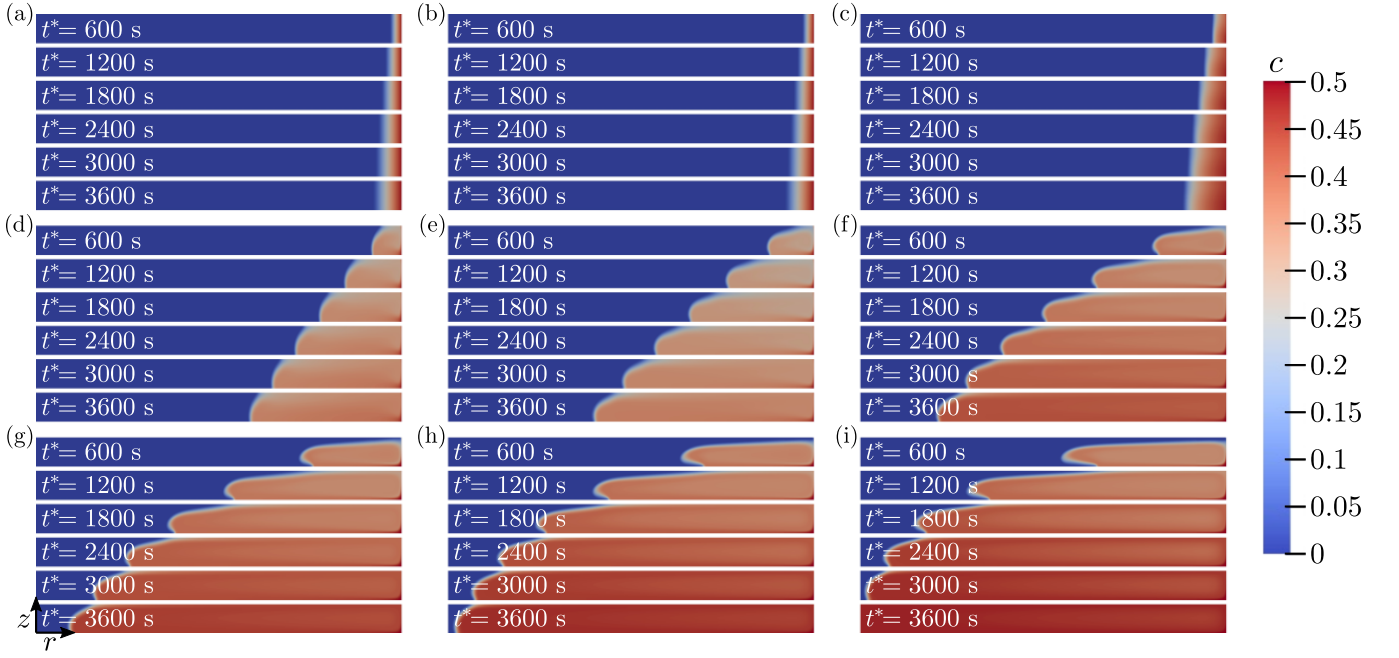 (a) (b) (c)
t*= 600 s t*= 600 s t*= 600 s
t*= 1200 s t*= 1200 s t*= 1200 s
t*= 1800 s t*= 1800 s t*= 1800 s
t*= 2400 s t*= 2400 s t*= 2400 s
t*= 3000 s t*= 3000 s t*= 3000 s
t*= 3600 s t*= 3600 s t*= 3600 s
(d) (e) (f)
t*= 600 s t*= 600 s t*= 600 s
t*= 1200 s t*= 1200 s t*= 1200 s
t*= 1800 s t*= 1800 s t*= 1800 s
t*= 2400 s t*= 2400 s t*= 2400 s
t*= 3000 s t*= 3000 s t*= 3000 s
t*= 3600 s t*= 3600 s t*= 3600 s
(g) (h) (i)
t*= 600 s t*= 600 s t*= 600 s
t*= 1200 s t*= 1200 s t*= 1200 s
t*= 1800 s t*= 1800 s t*= 1800 s
t*= 2400 s t*= 2400 s t*= 2400 s
t*= 3000 s t*= 3000 s t*= 3000 s
t*= 3600 s t*= 3600 s t*= 3600 s
z
r
c
0.5
0.45
0.4
0.35
0.3
0.25
0.2
0.15
0.1
0.05
0